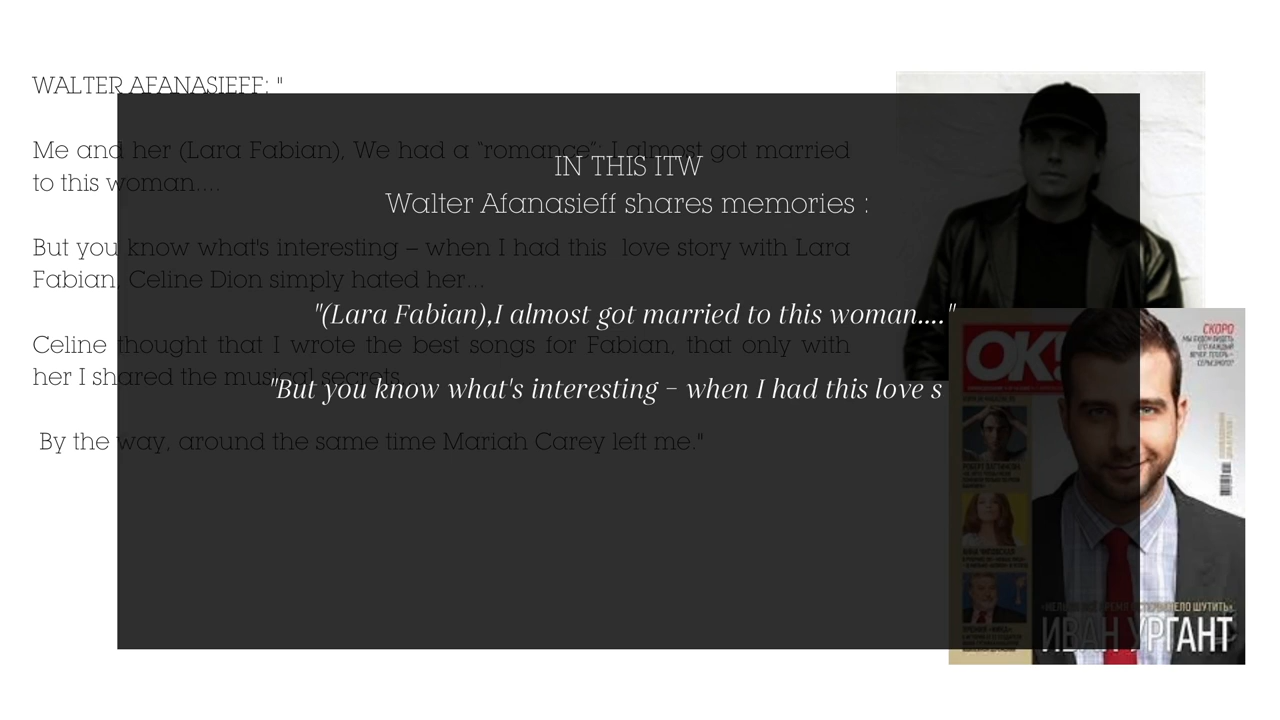 WALTER AFANASIEFF: "
Me and her (Lara Fabian), We had a “romance”: I almost got married
to this woman....
But you know what's interesting – when I had this love story with Lara
Fabian, Celine Dion simply hated her...
Celine thought that I wrote the best songs for Fabian, that only with
her I shared the musical secrets...
By the way, around the same time Mariah Carey left me."
IN THIS ITW
Walter Afanasieff shares memories :
"(Lara Fabian),I almost got married to this woman...."
"But you know what's interesting – when I had this love s
OK!
СКОРО
ИВАН УРГАНТ